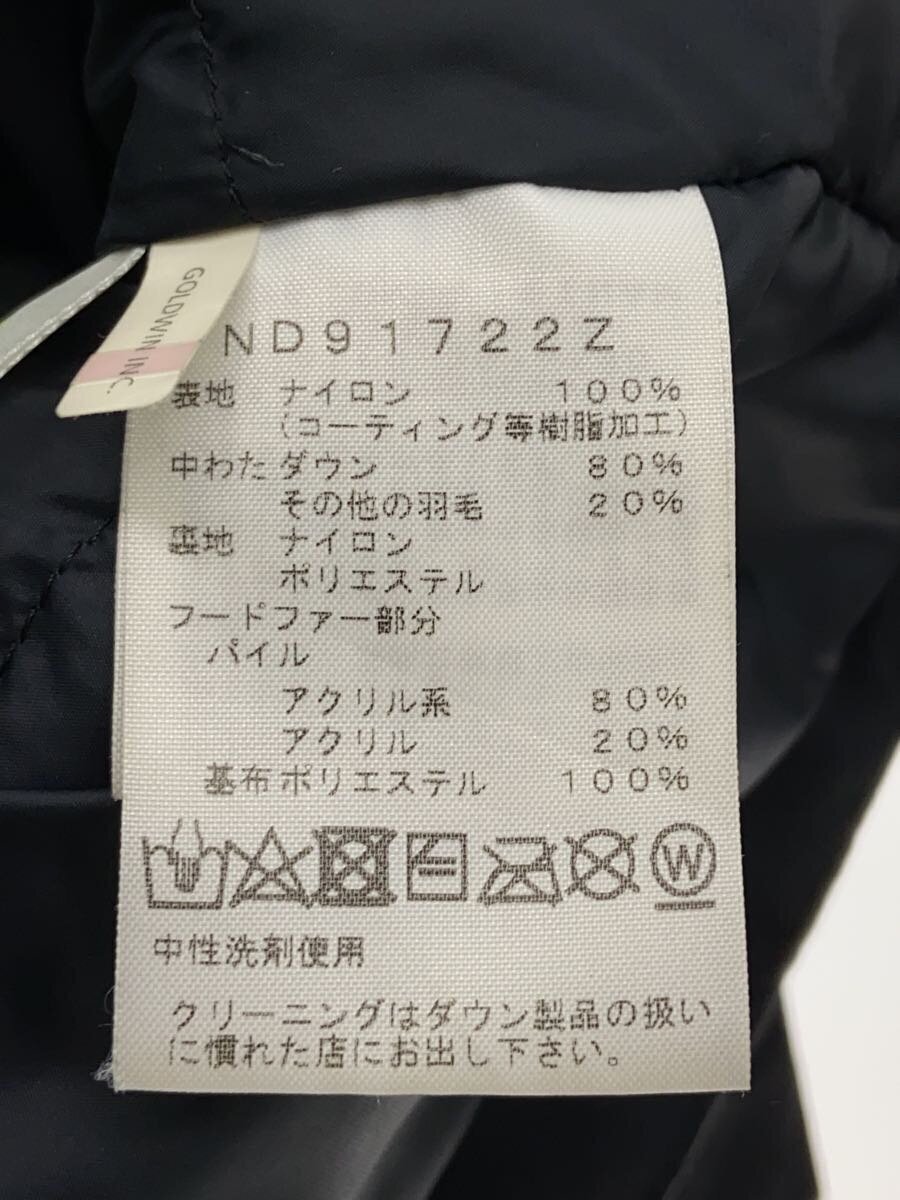 GOLDWIN INC.
ND91722Z
表地 ナイロン 100%
(コーティング等樹脂加工)
中わた ダウン 80%
その他の羽毛 20%
裏地 ナイロン
ポリエステル
フードファー部分
パイル
アクリル系 80%
アクリル 20%
基布 ポリエステル 100%
W
中性洗剤使用
クリーニングはダウン製品の扱い
に慣れた店にお出し下さい。